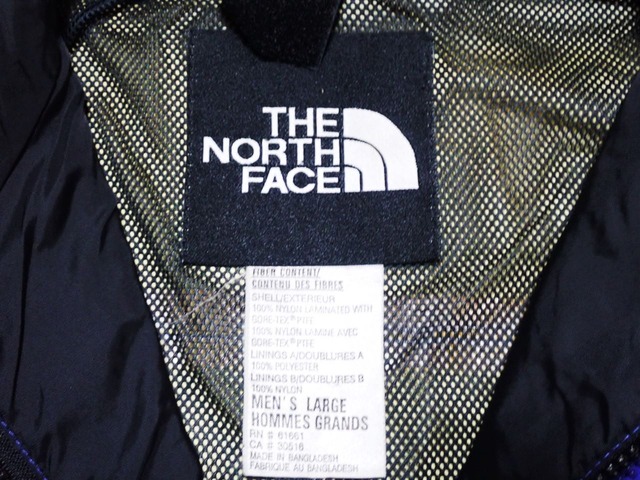 THE
NORTH
FACE
FIBER CONTENT/
CONTENU DES FIBRES
SHELL/EXTERIEUR
100% NYLON LAMINATED WITH
GORE-TEX® PTFE
100% NYLON LAMINE AVEC
GORE-TEX® PTFE
LININGS A/DOUBLURES A
100% POLYESTER
LININGS B/DOUBLURES B
100% NYLON
MEN'S LARGE
HOMMES GRANDS
RN # 61661
CA # 30516
MADE IN BANGLADESH
FABRIQUE AU BANGLADESH